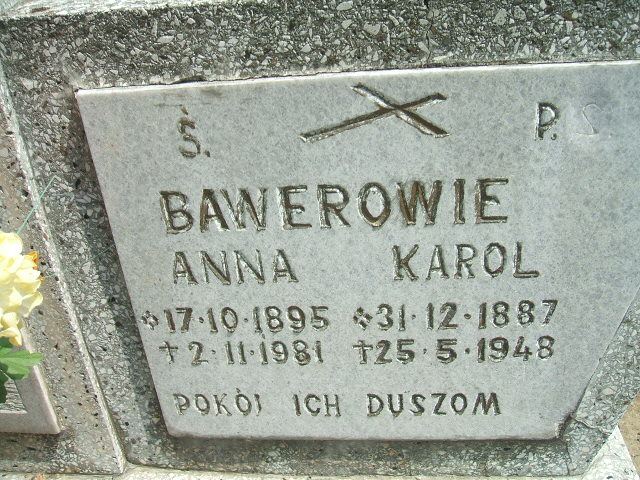 Ś. P. S.
BAWEROWIE
ANNA KAROL
17·10·1895 31·12·1887
†2·11·1981 †25·5·1948
POKÓJ ICH DUSZOM